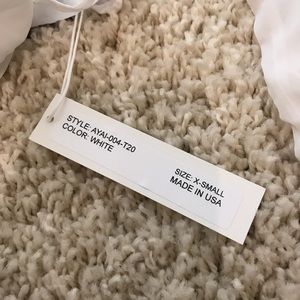 STYLE: AYAI-004-T20
COLOR: WHITE
SIZE: X-SMALL
MADE IN USA